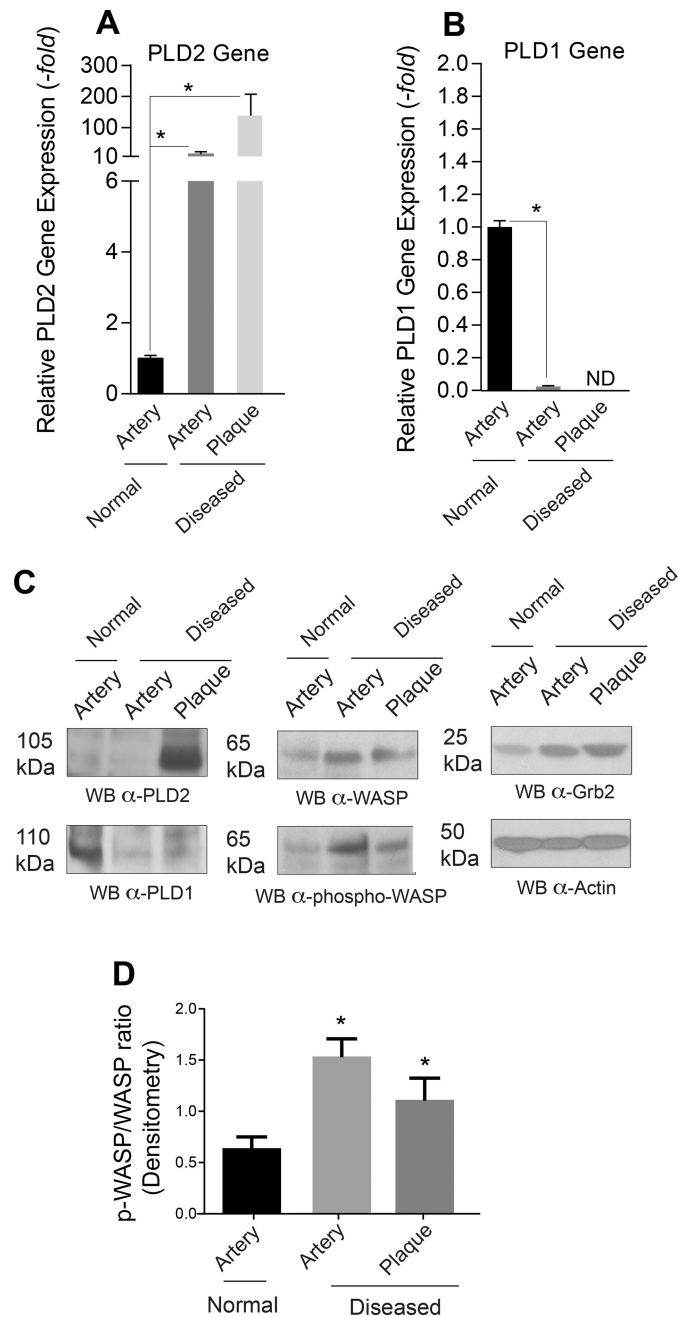 A
PLD2 Gene
Relative PLD2 Gene Expression (-fold)
300
200
100
10
6
4
2
0
*
*
Artery
Artery
Plaque
Normal
Diseased
B
PLD1 Gene
Relative PLD1 Gene Expression (-fold)
2.0
1.8
1.6
1.4
1.2
1.0
0.8
0.6
0.4
0.2
0.0
*
ND
Artery
Artery
Plaque
Normal
Diseased
C
Normal
Diseased
Artery
Artery
Plaque
105
kDa
WB α-PLD2
110
kDa
WB α-PLD1
Normal
Diseased
Artery
Artery
Plaque
65
kDa
WB α-WASP
65
kDa
WB α-phospho-WASP
Normal
Diseased
Artery
Artery
Plaque
25
kDa
WB α-Grb2
50
kDa
WB α-Actin
D
p-WASP/WASP ratio
(Densitometry)
2.0
1.5
1.0
0.5
0.0
*
*
Artery
Artery
Plaque
Normal
Diseased